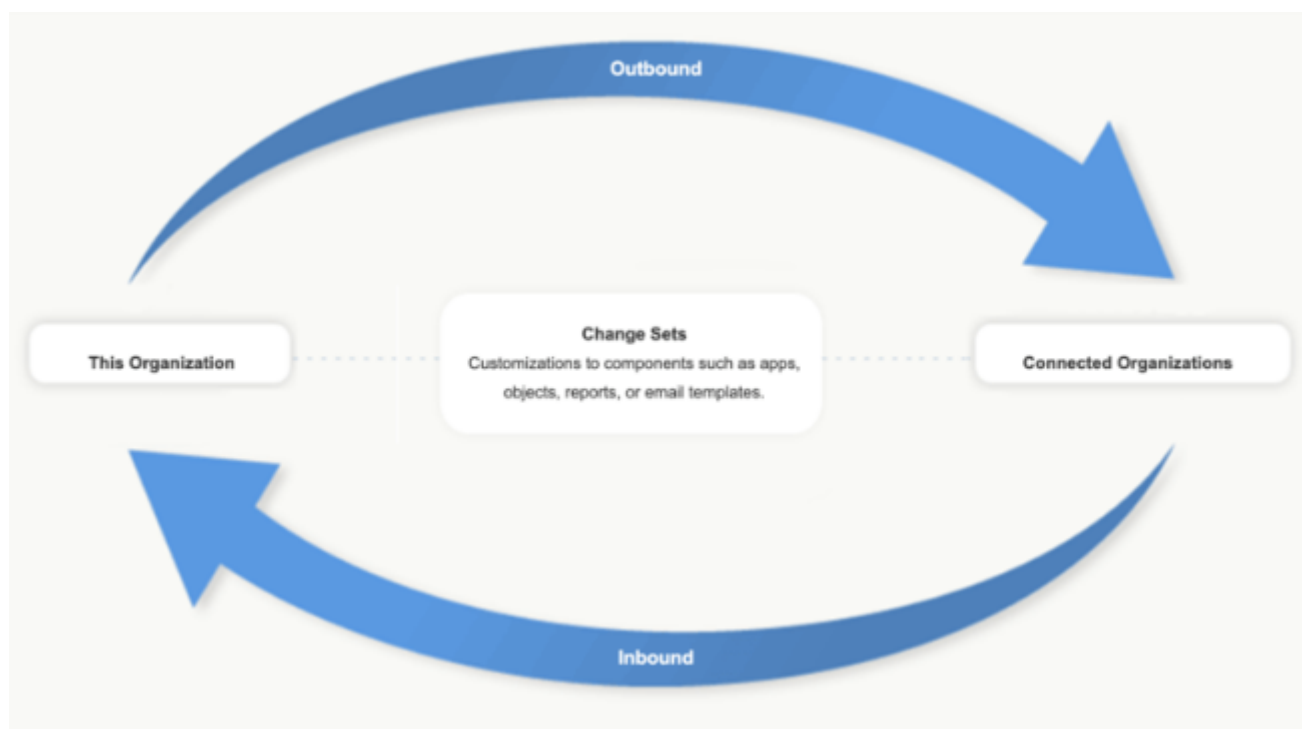 Outbound
This Organization
Change Sets
Customizations to components such as apps,
objects, reports, or email templates.
Connected Organizations
Inbound